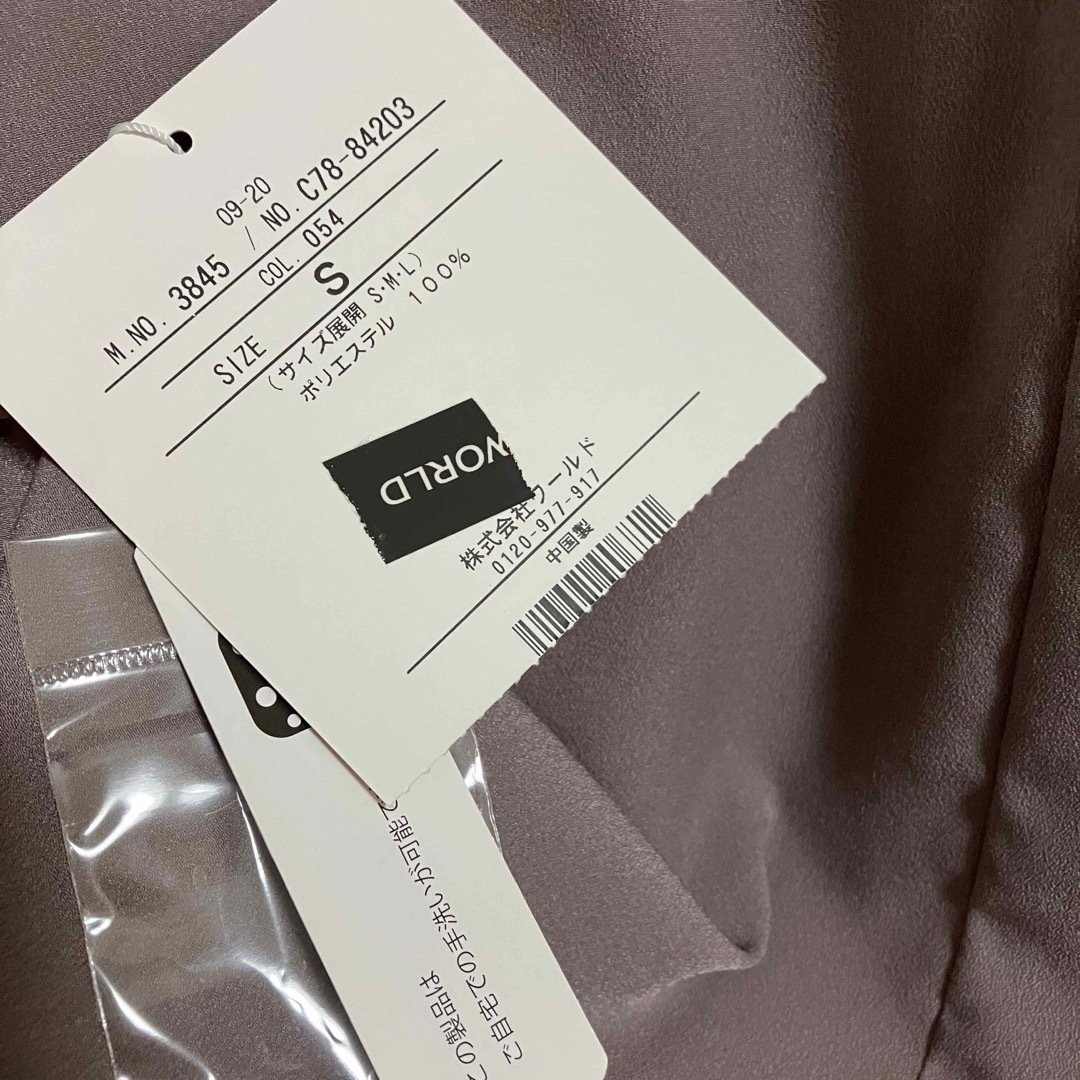 09-20
M.NO. 3845 / NO. C78-84203
COL. 054
SIZE S
(サイズ展開 S・M・L)
ポリエステル 100%
WORLD
株式会社ワールド
0120-977-917
中国製
この製品は
ご自宅での手洗いが可能で